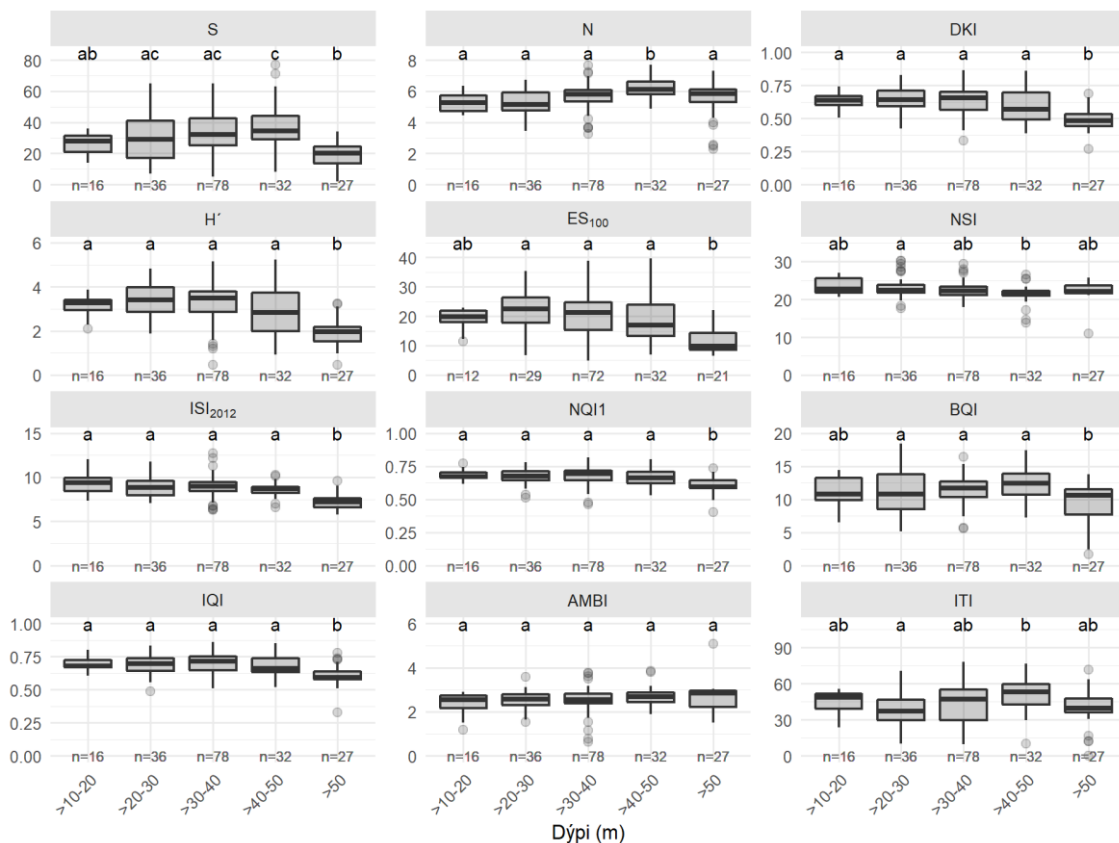 S N DKI
80 8 1.00
60 6 0.75
40 4 0.50
20 2 0.25
0 0 0.00
ab ac ac c b a a a b a a a a a b
n=16 n=36 n=78 n=32 n=27 n=16 n=36 n=78 n=32 n=27 n=16 n=36 n=78 n=32 n=27
H´ ES100 NSI
6 40 30
4 30 20
2 20 10
0 10 0
0
a a a a b ab a a a b ab a ab b ab
n=16 n=36 n=78 n=32 n=27 n=12 n=29 n=72 n=32 n=21 n=16 n=36 n=78 n=32 n=27
ISI2012 NQI1 BQI
15 1.00 20
10 0.75 15
5 0.50 10
0 0.25 5
0.00 0
a a a a b a a a a b ab a a a b
n=16 n=36 n=78 n=32 n=27 n=16 n=36 n=78 n=32 n=27 n=16 n=36 n=78 n=32 n=27
IQI AMBI ITI
1.00 6 90
0.75 4 60
0.50 2 30
0.25 0 0
0.00
a a a a b a a a a a ab a ab b ab
n=16 n=36 n=78 n=32 n=27 n=16 n=36 n=78 n=32 n=27 n=16 n=36 n=78 n=32 n=27
>10-20 >20-30 >30-40 >40-50 >50 >10-20 >20-30 >30-40 >40-50 >50 >10-20 >20-30 >30-40 >40-50 >50
Dýpi (m)